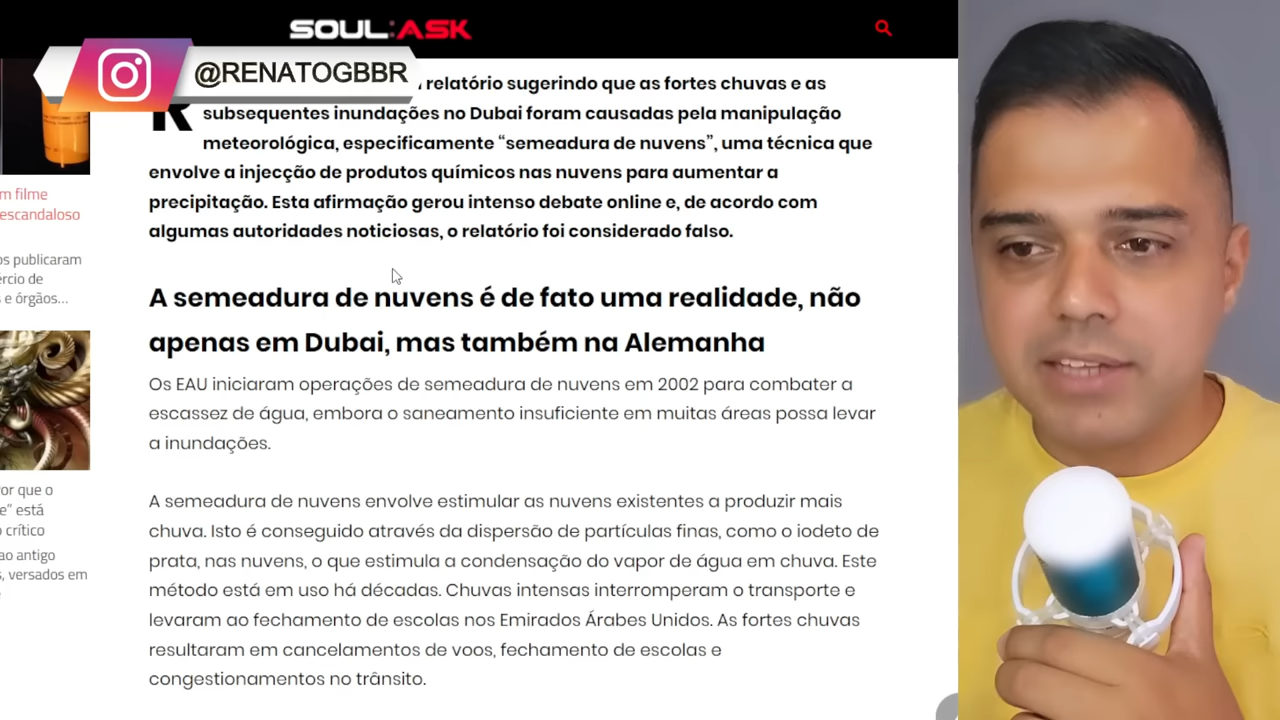 SOUL:ASK
@RENATOGBBR
relatório sugerindo que as fortes chuvas e as
R
subsequentes inundações no Dubai foram causadas pela manipulação
meteorológica, especificamente “semeadura de nuvens”, uma técnica que
envolve a injecção de produtos químicos nas nuvens para aumentar a
precipitação. Esta afirmação gerou intenso debate online e, de acordo com
algumas autoridades noticiosas, o relatório foi considerado falso.
A semeadura de nuvens é de fato uma realidade, não
apenas em Dubai, mas também na Alemanha
Os EAU iniciaram operações de semeadura de nuvens em 2002 para combater a
escassez de água, embora o saneamento insuficiente em muitas áreas possa levar
a inundações.
A semeadura de nuvens envolve estimular as nuvens existentes a produzir mais
chuva. Isto é conseguido através da dispersão de partículas finas, como o iodeto de
prata, nas nuvens, o que estimula a condensação do vapor de água em chuva. Este
método está em uso há décadas. Chuvas intensas interromperam o transporte e
levaram ao fechamento de escolas nos Emirados Árabes Unidos. As fortes chuvas
resultaram em cancelamentos de voos, fechamento de escolas e
congestionamentos no trânsito.
m filme
escandaloso
os publicaram
ércio de
s e órgãos...
or que o
e” está
o crítico
ao antigo
s, versados em